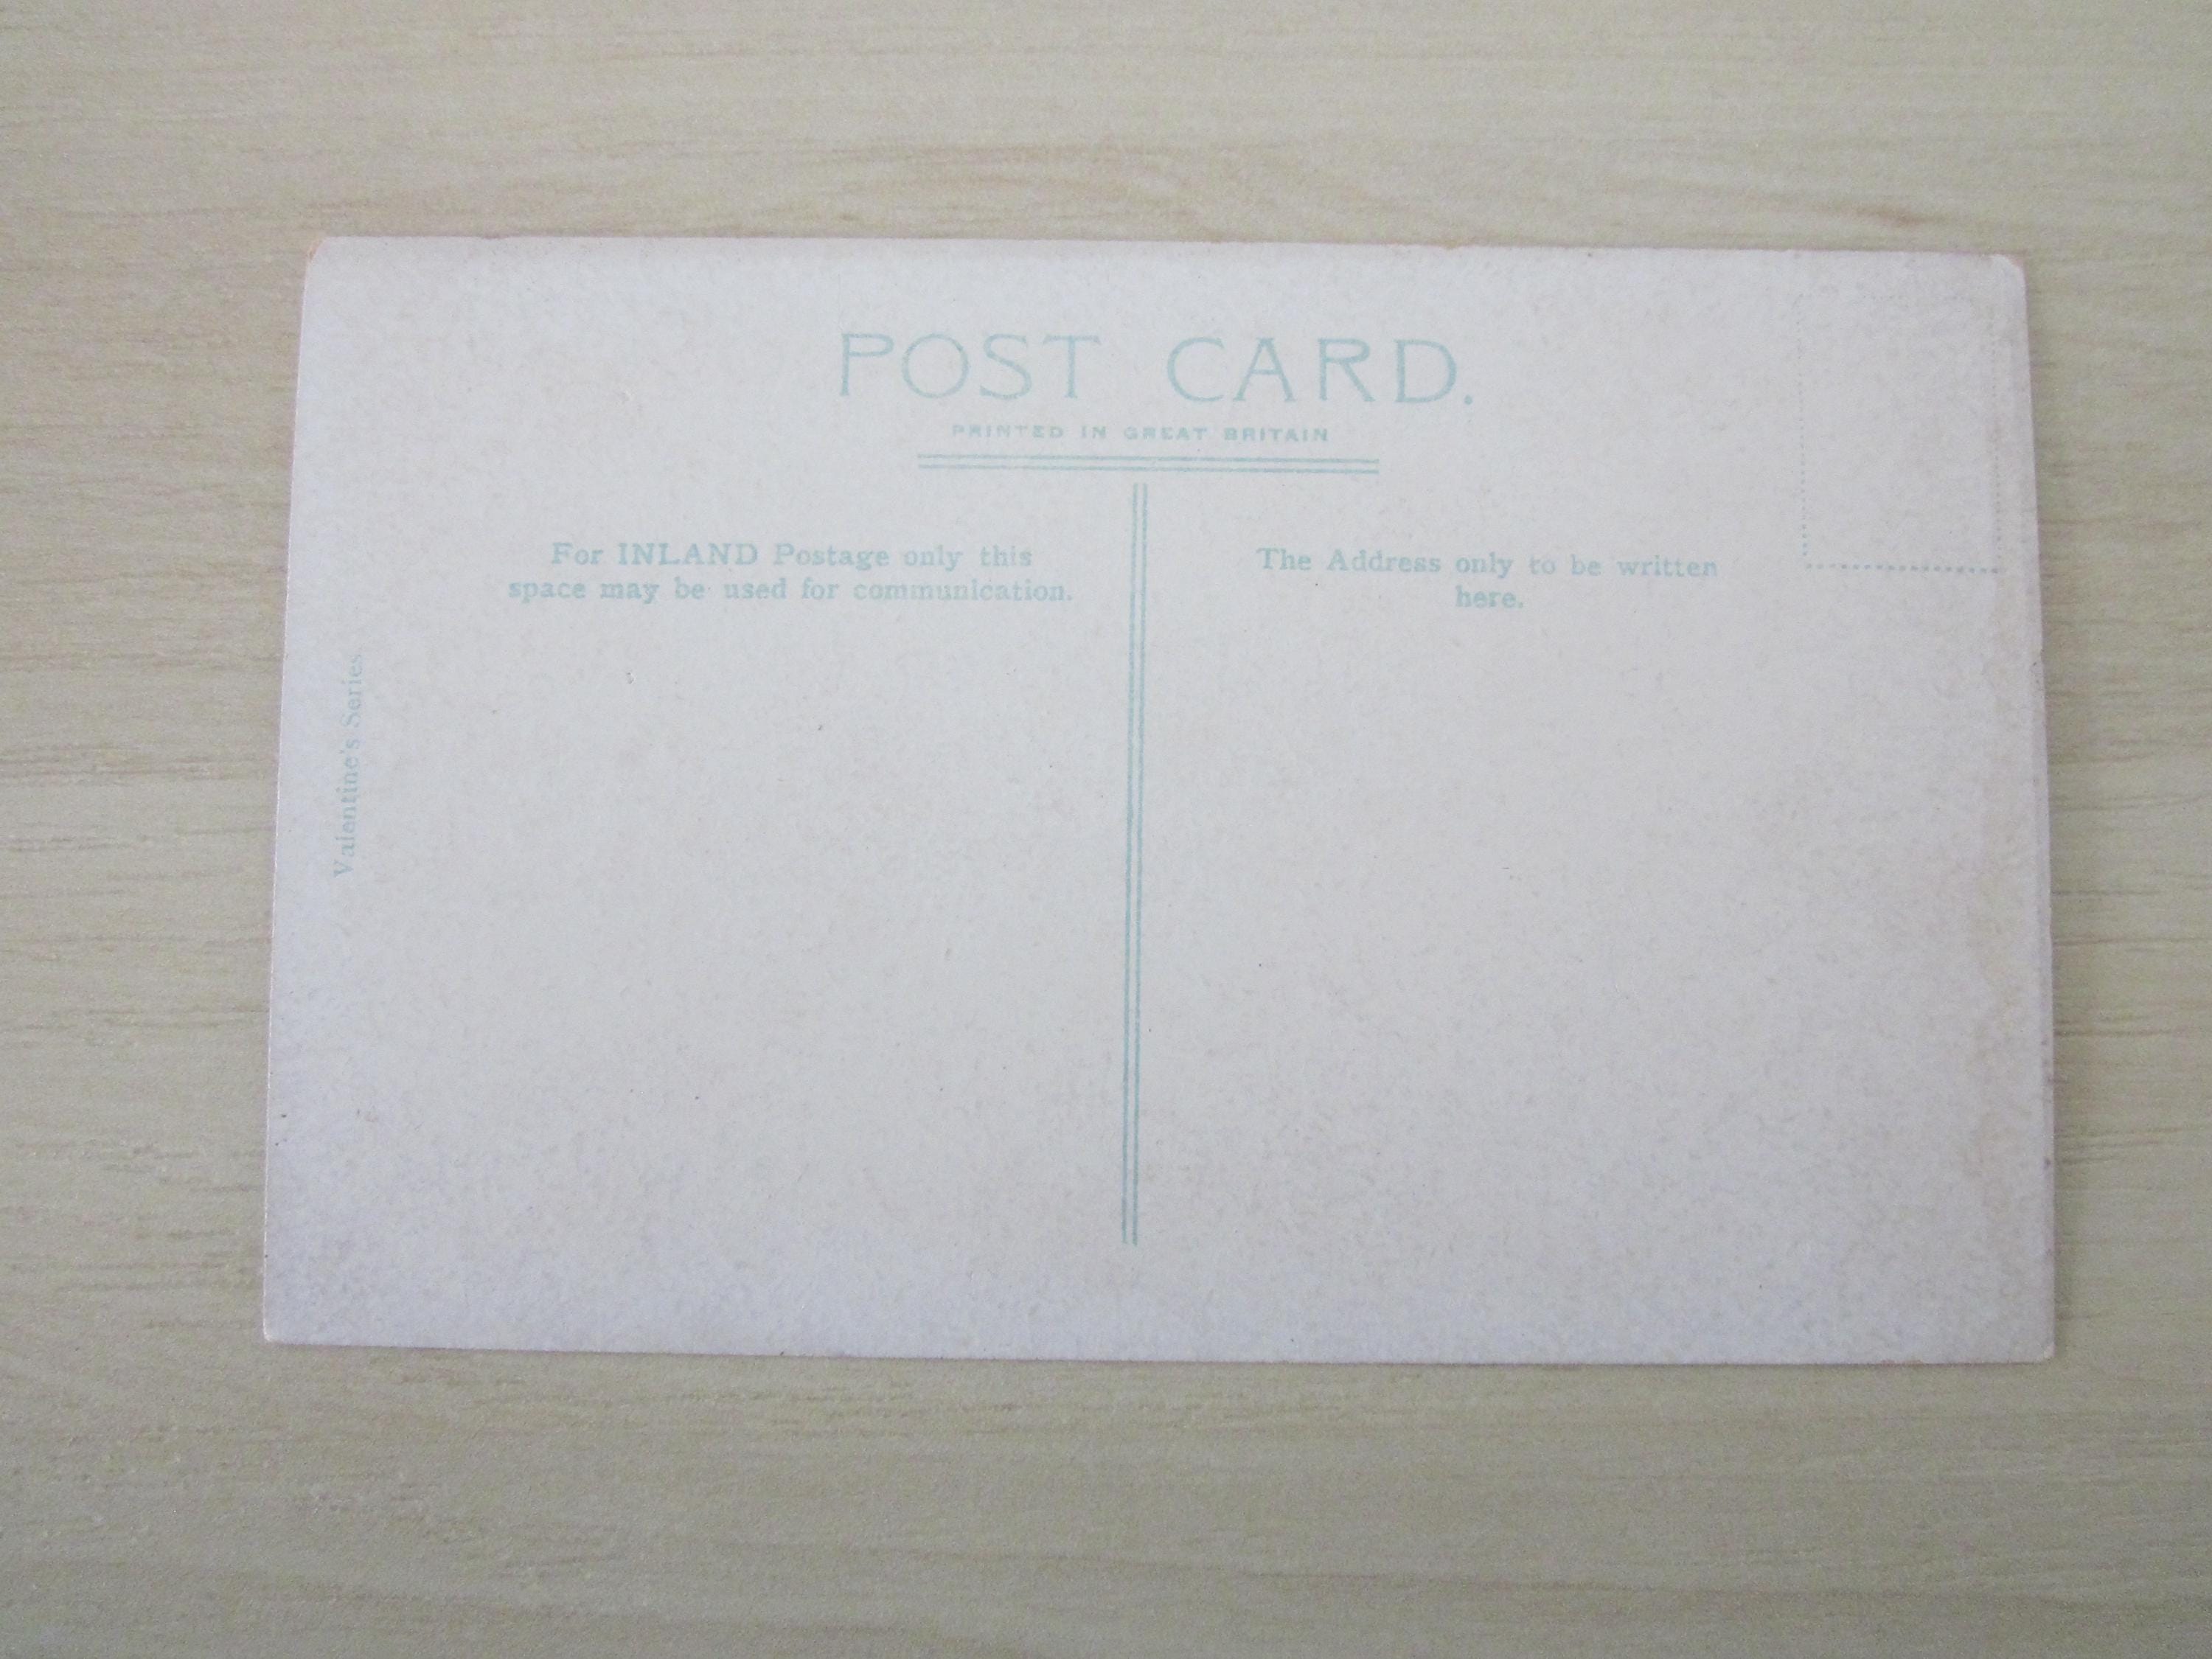 POST CARD.
PRINTED IN GREAT BRITAIN
For INLAND Postage only this
space may be used for communication.
The Address only to be written
here.
Valentine's Series